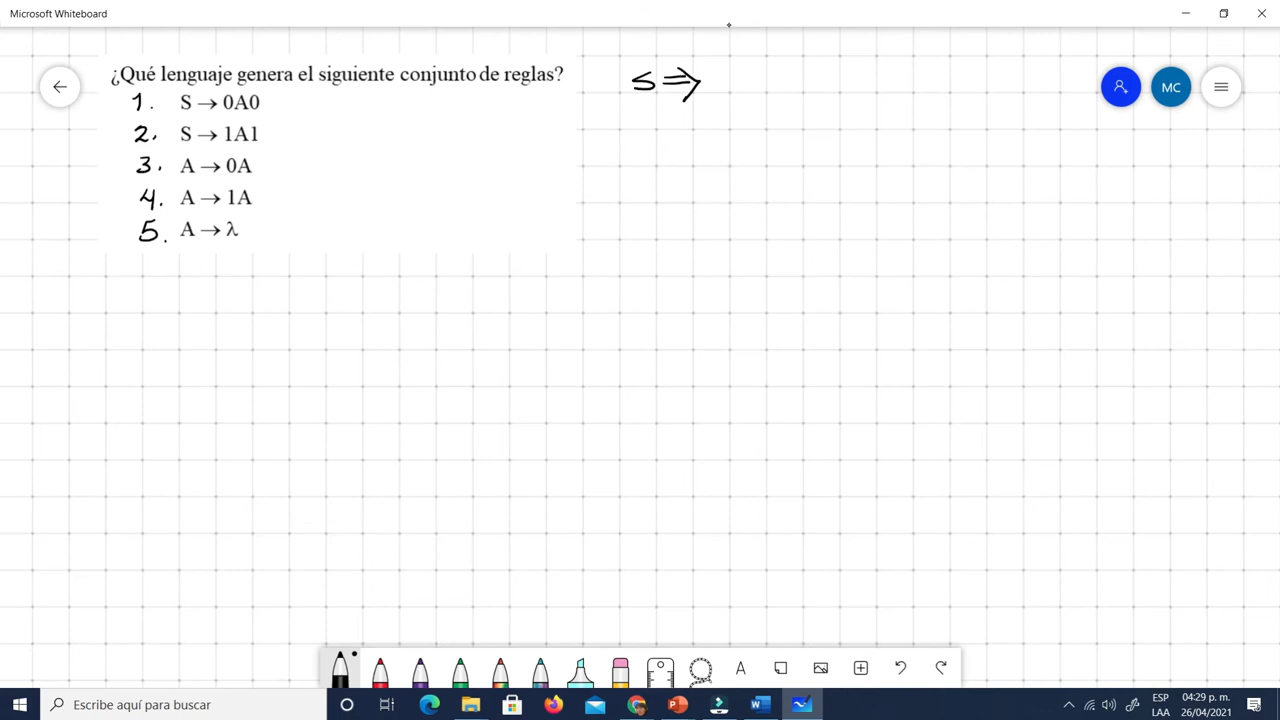 Microsoft Whiteboard
¿Qué lenguaje genera el siguiente conjunto de reglas?
1. S → 0A0
2. S → 1A1
3. A → 0A
4. A → 1A
5. A → λ
S ⇒
MC
A
Escribe aquí para buscar
ESP
LAA
04:29 p. m.
26/04/2021